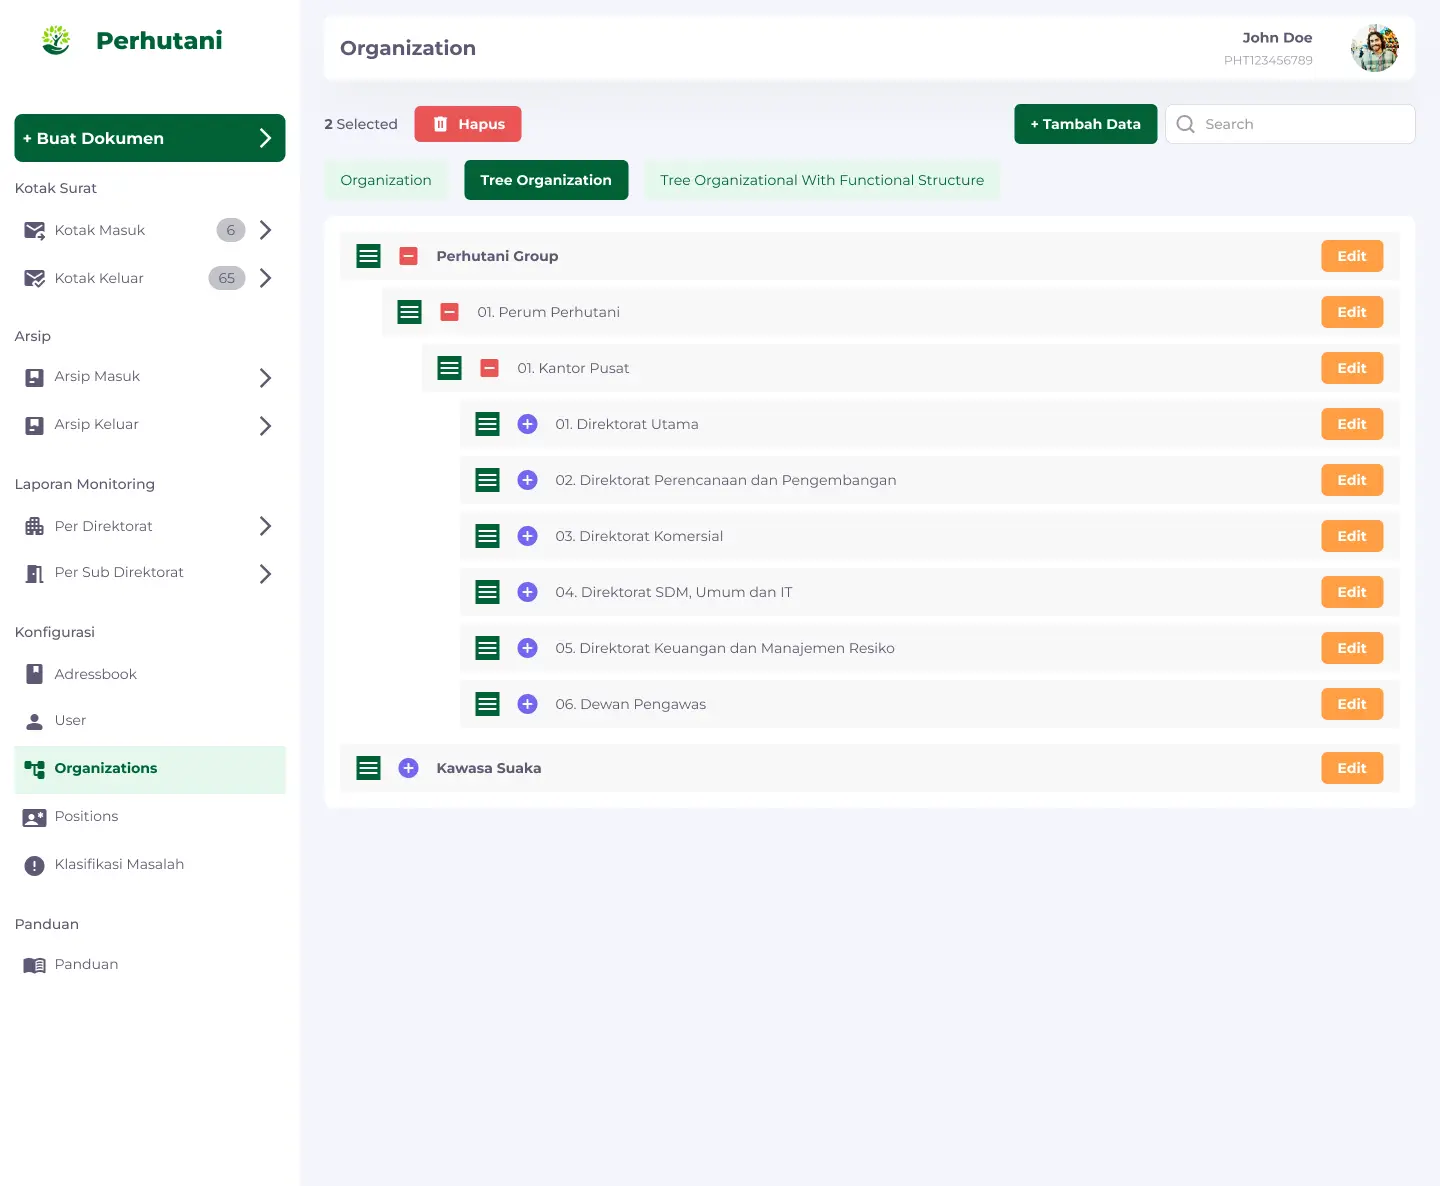 Perhutani
+ Buat Dokumen
Kotak Surat
Kotak Masuk 6
Kotak Keluar 65
Arsip
Arsip Masuk
Arsip Keluar
Laporan Monitoring
Per Direktorat
Per Sub Direktorat
Konfigurasi
Adressbook
User
Organizations
Positions
Klasifikasi Masalah
Panduan
Panduan
Organization
John Doe
PHT123456789
2 Selected Hapus + Tambah Data Search
Organization Tree Organization Tree Organizational With Functional Structure
Perhutani Group Edit
01. Perum Perhutani Edit
01. Kantor Pusat Edit
01. Direktorat Utama Edit
02. Direktorat Perencanaan dan Pengembangan Edit
03. Direktorat Komersial Edit
04. Direktorat SDM, Umum dan IT Edit
05. Direktorat Keuangan dan Manajemen Resiko Edit
06. Dewan Pengawas Edit
Kawasa Suaka Edit